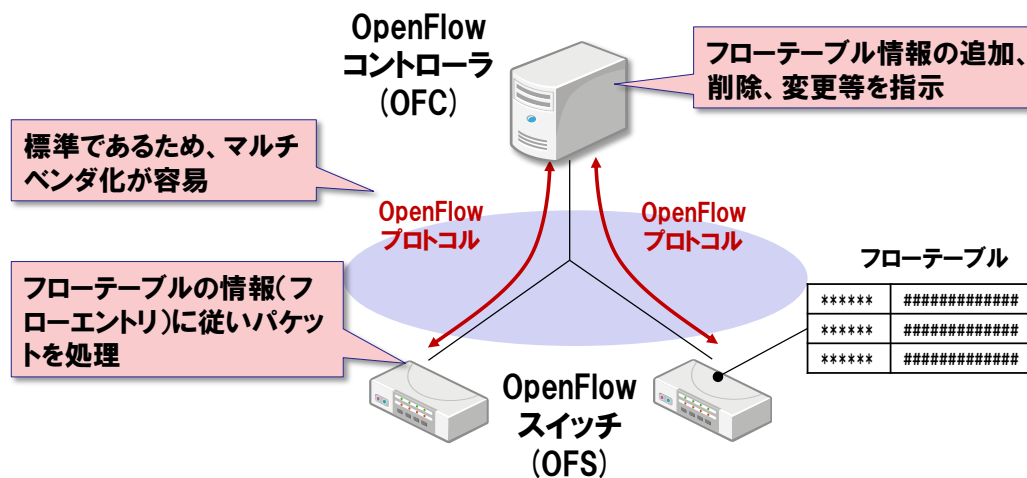 OpenFlow
コントローラ
(OFC)
フローテーブル情報の追加、
削除、変更等を指示
標準であるため、マルチ
ベンダ化が容易
OpenFlow
プロトコル
OpenFlow
プロトコル
フローテーブルの情報(フ
ローエントリ)に従いパケッ
トを処理
フローテーブル
****** #############
****** #############
****** #############
OpenFlow
スイッチ
(OFS)